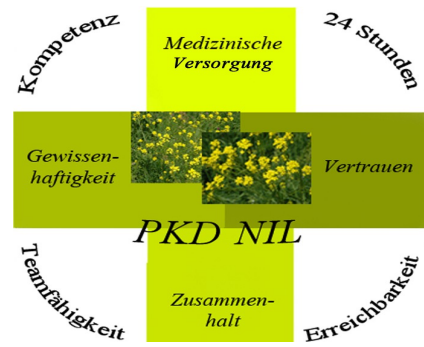 Kompetenz
24 Stunden
Medizinische
Versorgung
Gewissen-
haftigkeit
Vertrauen
PKD NIL
Teamfähigkeit
Zusammen-
halt
Erreichbarkeit